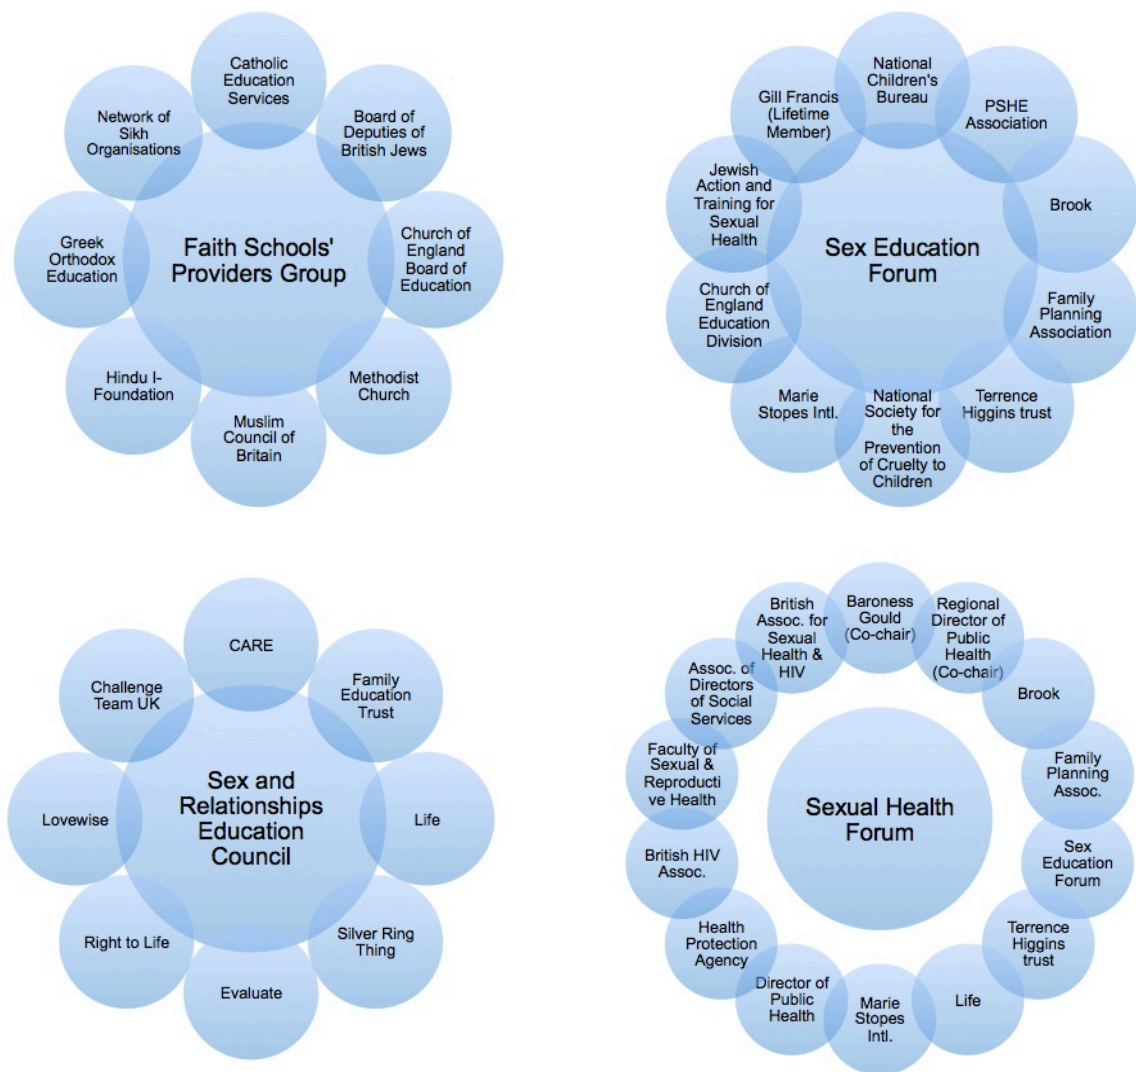 Catholic
Education
Services
Board of
Deputies of
British Jews
Church of
England
Board of
Education
Methodist
Church
Muslim
Council of
Britain
Hindu I-
Foundation
Greek
Orthodox
Education
Network of
Sikh
Organisations
Faith Schools'
Providers Group
National
Children's
Bureau
PSHE
Association
Brook
Family
Planning
Association
Terrence
Higgins trust
National
Society for
the
Prevention
of Cruelty to
Children
Marie
Stopes Intl.
Church of
England
Education
Division
Jewish
Action and
Training for
Sexual
Health
Gill Francis
(Lifetime
Member)
Sex Education
Forum
CARE
Family
Education
Trust
Life
Silver Ring
Thing
Evaluate
Right to Life
Lovewise
Challenge
Team UK
Sex and
Relationships
Education
Council
Baroness
Gould
(Co-chair)
Regional
Director of
Public
Health
(Co-chair)
Brook
Family
Planning
Assoc.
Sex
Education
Forum
Terrence
Higgins
trust
Life
Marie
Stopes
Intl.
Director of
Public
Health
Health
Protection
Agency
British HIV
Assoc.
Faculty of
Sexual &
Reproducti
ve Health
Assoc. of
Directors
of Social
Services
British
Assoc. for
Sexual
Health &
HIV
Sexual Health
Forum